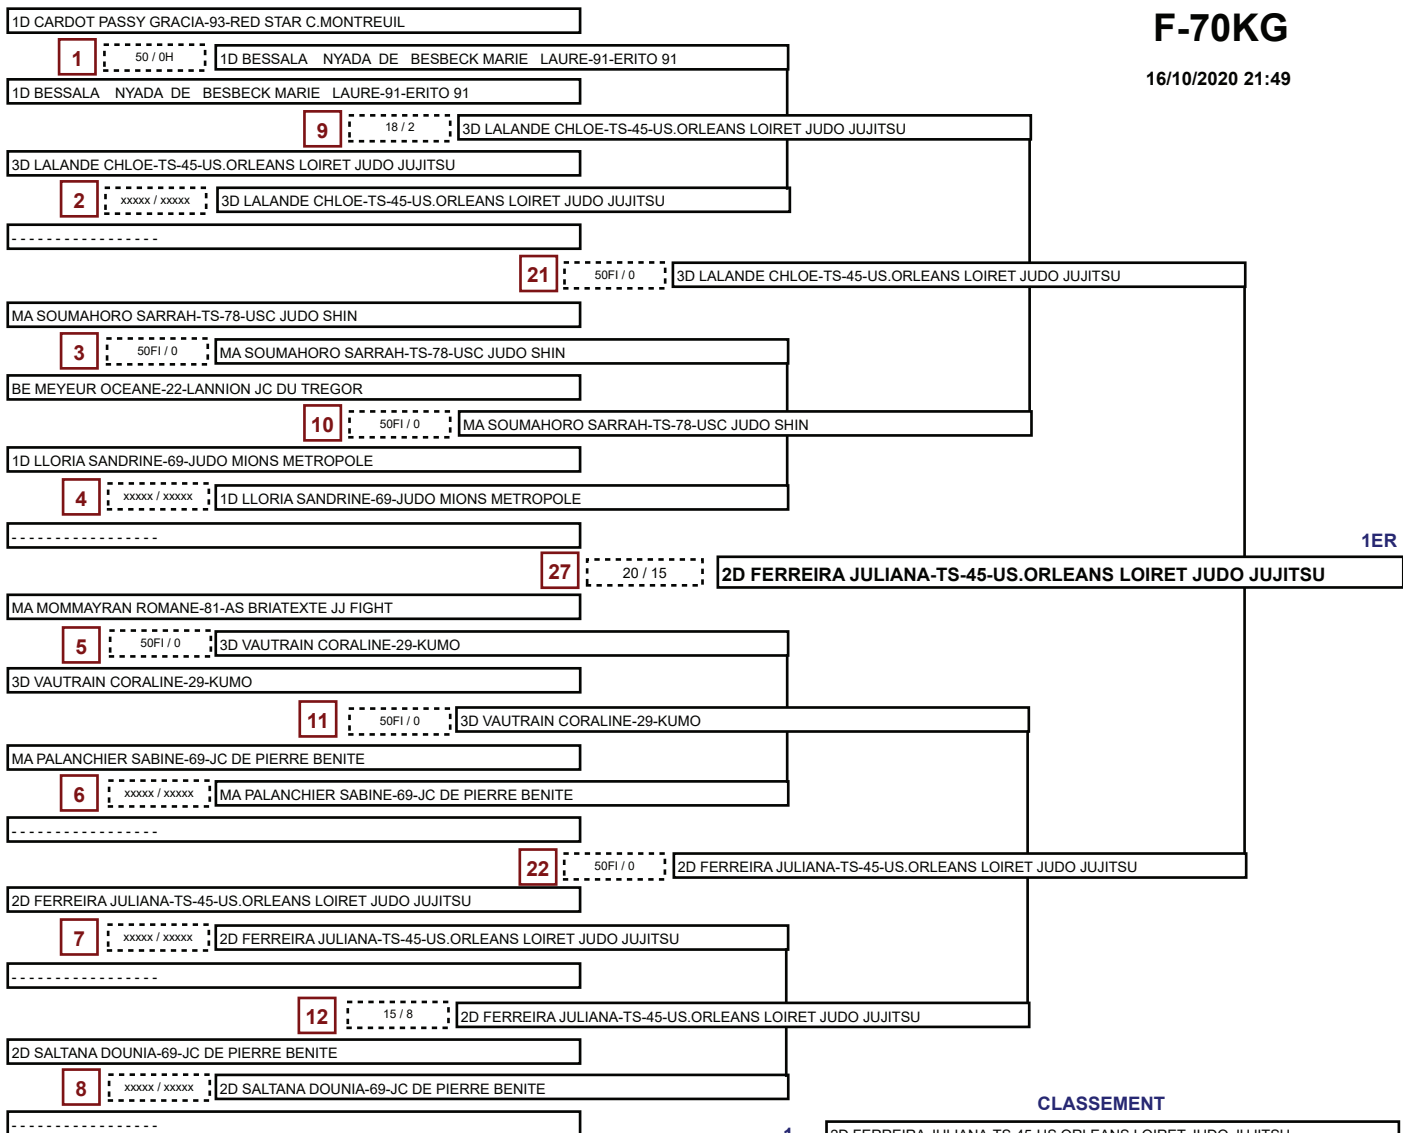 1D CARDOT PASSY GRACIA-93-RED STAR C.MONTREUIL
F-70KG
1 50 / 0H 1D BESSALA NYADA DE BESBECK MARIE LAURE-91-ERITO 91
16/10/2020 21:49
1D BESSALA NYADA DE BESBECK MARIE LAURE-91-ERITO 91
9 18 / 2 3D LALANDE CHLOE-TS-45-US.ORLEANS LOIRET JUDO JUJITSU
3D LALANDE CHLOE-TS-45-US.ORLEANS LOIRET JUDO JUJITSU
2 xxxxx / xxxxx 3D LALANDE CHLOE-TS-45-US.ORLEANS LOIRET JUDO JUJITSU
- - - - - - - - - - - - - - - - -
21 50FI / 0 3D LALANDE CHLOE-TS-45-US.ORLEANS LOIRET JUDO JUJITSU
MA SOUMAHORO SARRAH-TS-78-USC JUDO SHIN
3 50FI / 0 MA SOUMAHORO SARRAH-TS-78-USC JUDO SHIN
BE MEYEUR OCEANE-22-LANNION JC DU TREGOR
10 50FI / 0 MA SOUMAHORO SARRAH-TS-78-USC JUDO SHIN
1D LLORIA SANDRINE-69-JUDO MIONS METROPOLE
4 xxxxx / xxxxx 1D LLORIA SANDRINE-69-JUDO MIONS METROPOLE
- - - - - - - - - - - - - - - - -
1ER
27 20 / 15 2D FERREIRA JULIANA-TS-45-US.ORLEANS LOIRET JUDO JUJITSU
MA MOMMAYRAN ROMANE-81-AS BRIATEXTE JJ FIGHT
5 50FI / 0 3D VAUTRAIN CORALINE-29-KUMO
3D VAUTRAIN CORALINE-29-KUMO
11 50FI / 0 3D VAUTRAIN CORALINE-29-KUMO
MA PALANCHIER SABINE-69-JC DE PIERRE BENITE
6 xxxxx / xxxxx MA PALANCHIER SABINE-69-JC DE PIERRE BENITE
- - - - - - - - - - - - - - - - -
22 50FI / 0 2D FERREIRA JULIANA-TS-45-US.ORLEANS LOIRET JUDO JUJITSU
2D FERREIRA JULIANA-TS-45-US.ORLEANS LOIRET JUDO JUJITSU
7 xxxxx / xxxxx 2D FERREIRA JULIANA-TS-45-US.ORLEANS LOIRET JUDO JUJITSU
- - - - - - - - - - - - - - - - -
12 15 / 8 2D FERREIRA JULIANA-TS-45-US.ORLEANS LOIRET JUDO JUJITSU
2D SALTANA DOUNIA-69-JC DE PIERRE BENITE
8 xxxxx / xxxxx 2D SALTANA DOUNIA-69-JC DE PIERRE BENITE
CLASSEMENT
- - - - - - - - - - - - - - - - -
1 2D FERREIRA JULIANA-TS-45-US.ORLEANS LOIRET JUDO JUJITSU